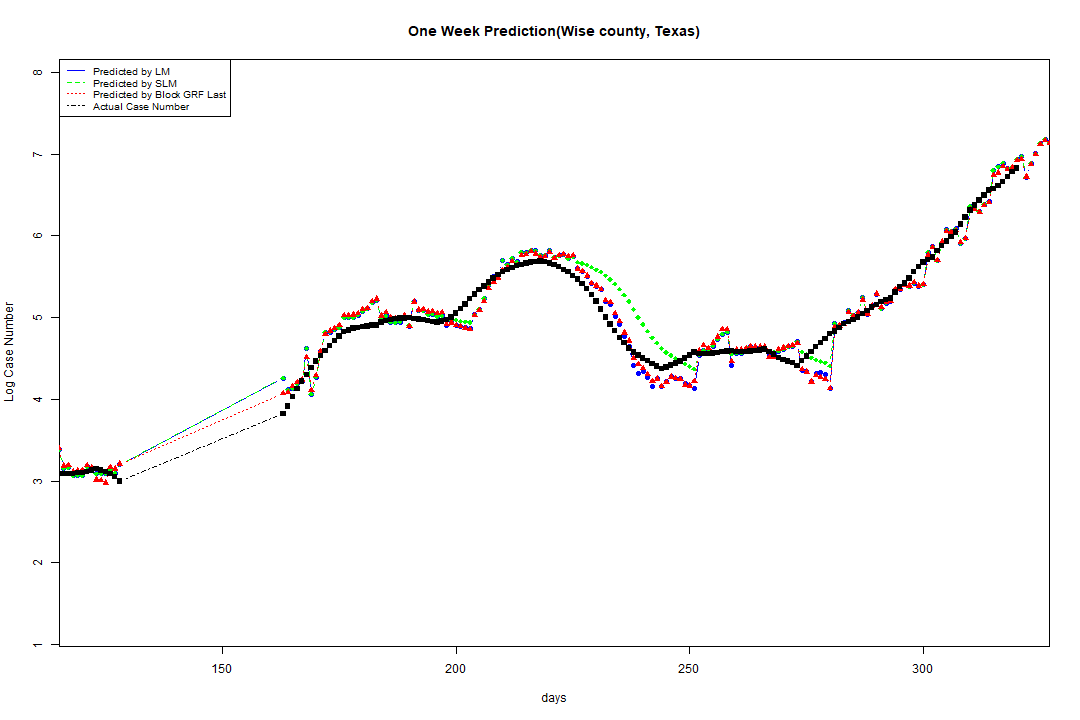 One Week Prediction(Wise county, Texas)
Predicted by LM
Predicted by SLM
Predicted by Block GRF Last
Actual Case Number
8
7
6
5
4
3
2
1
Log Case Number
150 200 250 300
days